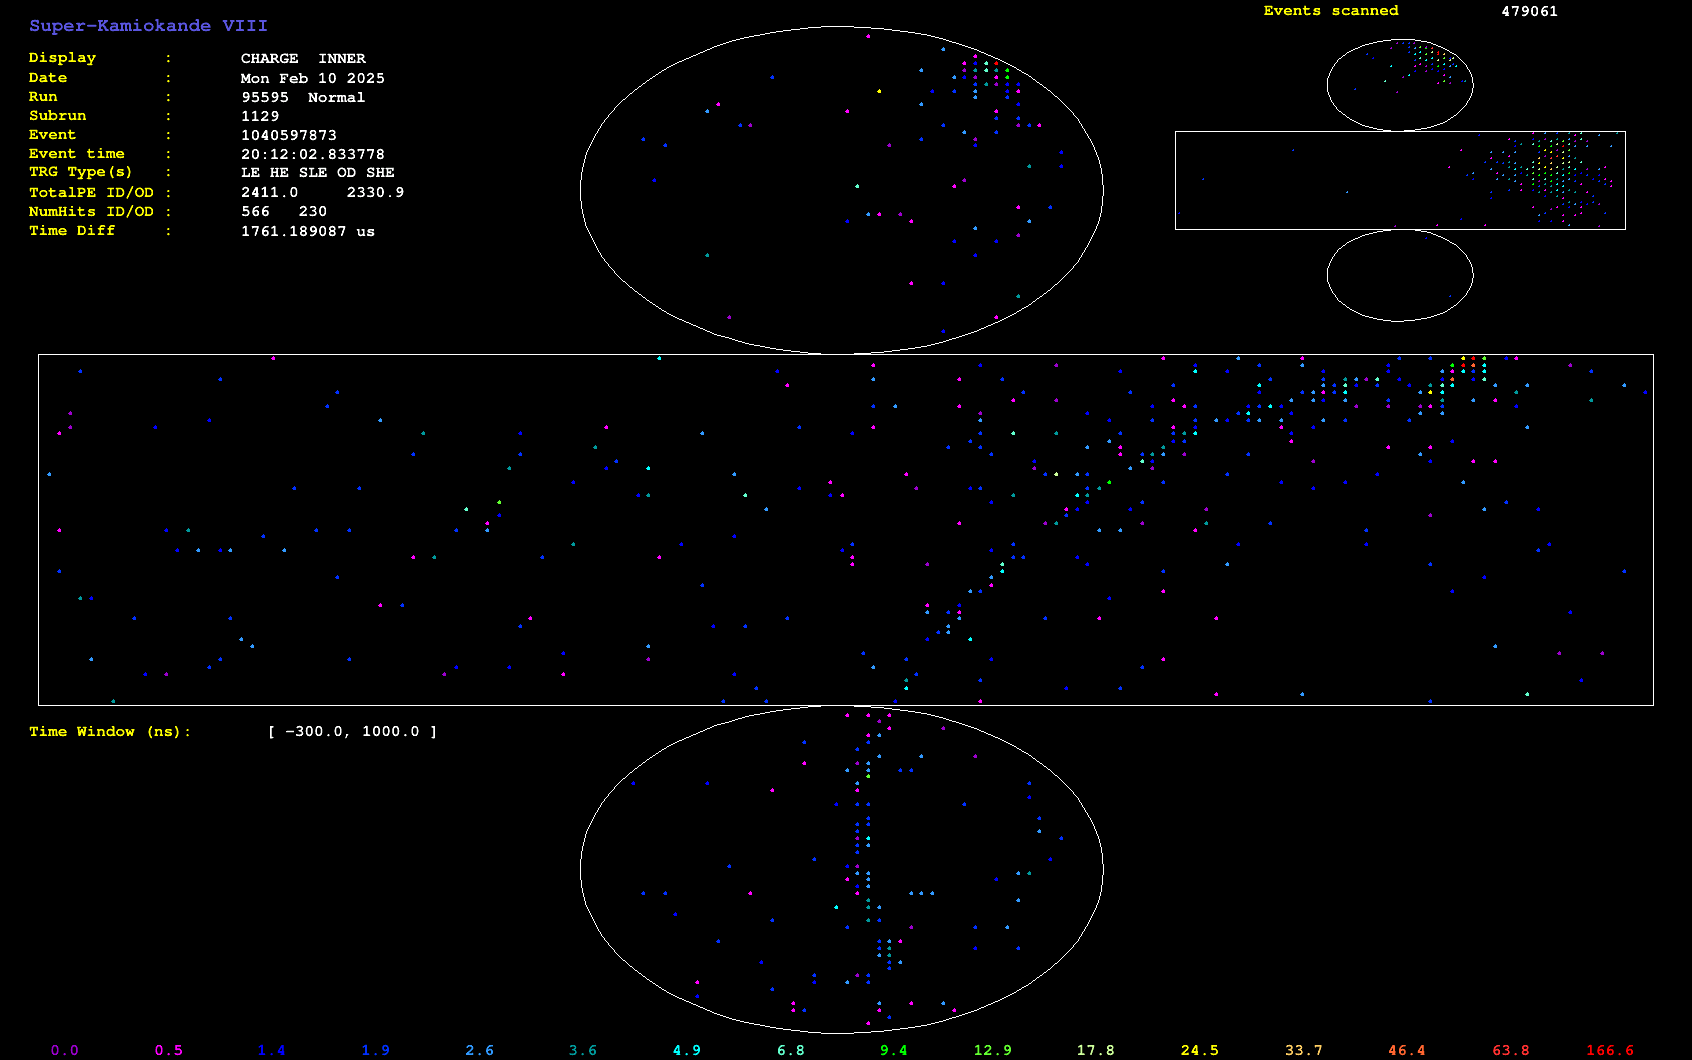 Super-Kamiokande VIII
Events scanned 479061
Display : CHARGE INNER
Date : Mon Feb 10 2025
Run : 95595 Normal
Subrun : 1129
Event : 1040597873
Event time : 20:12:02.833778
TRG Type(s) : LE HE SLE OD SHE
TotalPE ID/OD : 2411.0 2330.9
NumHits ID/OD : 566 230
Time Diff : 1761.189087 us
Time Window (ns): [ -300.0, 1000.0 ]
0.0 0.5 1.4 1.9 2.6 3.6 4.9 6.8 9.4 12.9 17.8 24.5 33.7 46.4 63.8 166.6